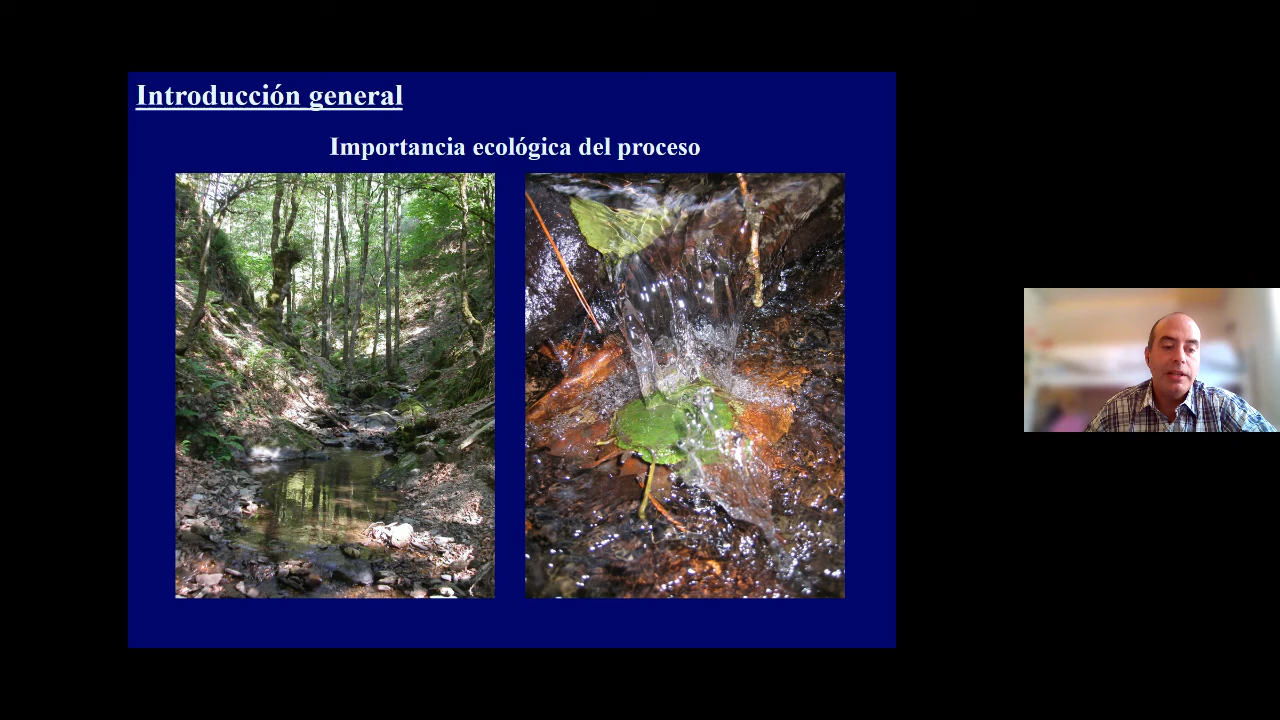 Introducción general
Importancia ecológica del proceso